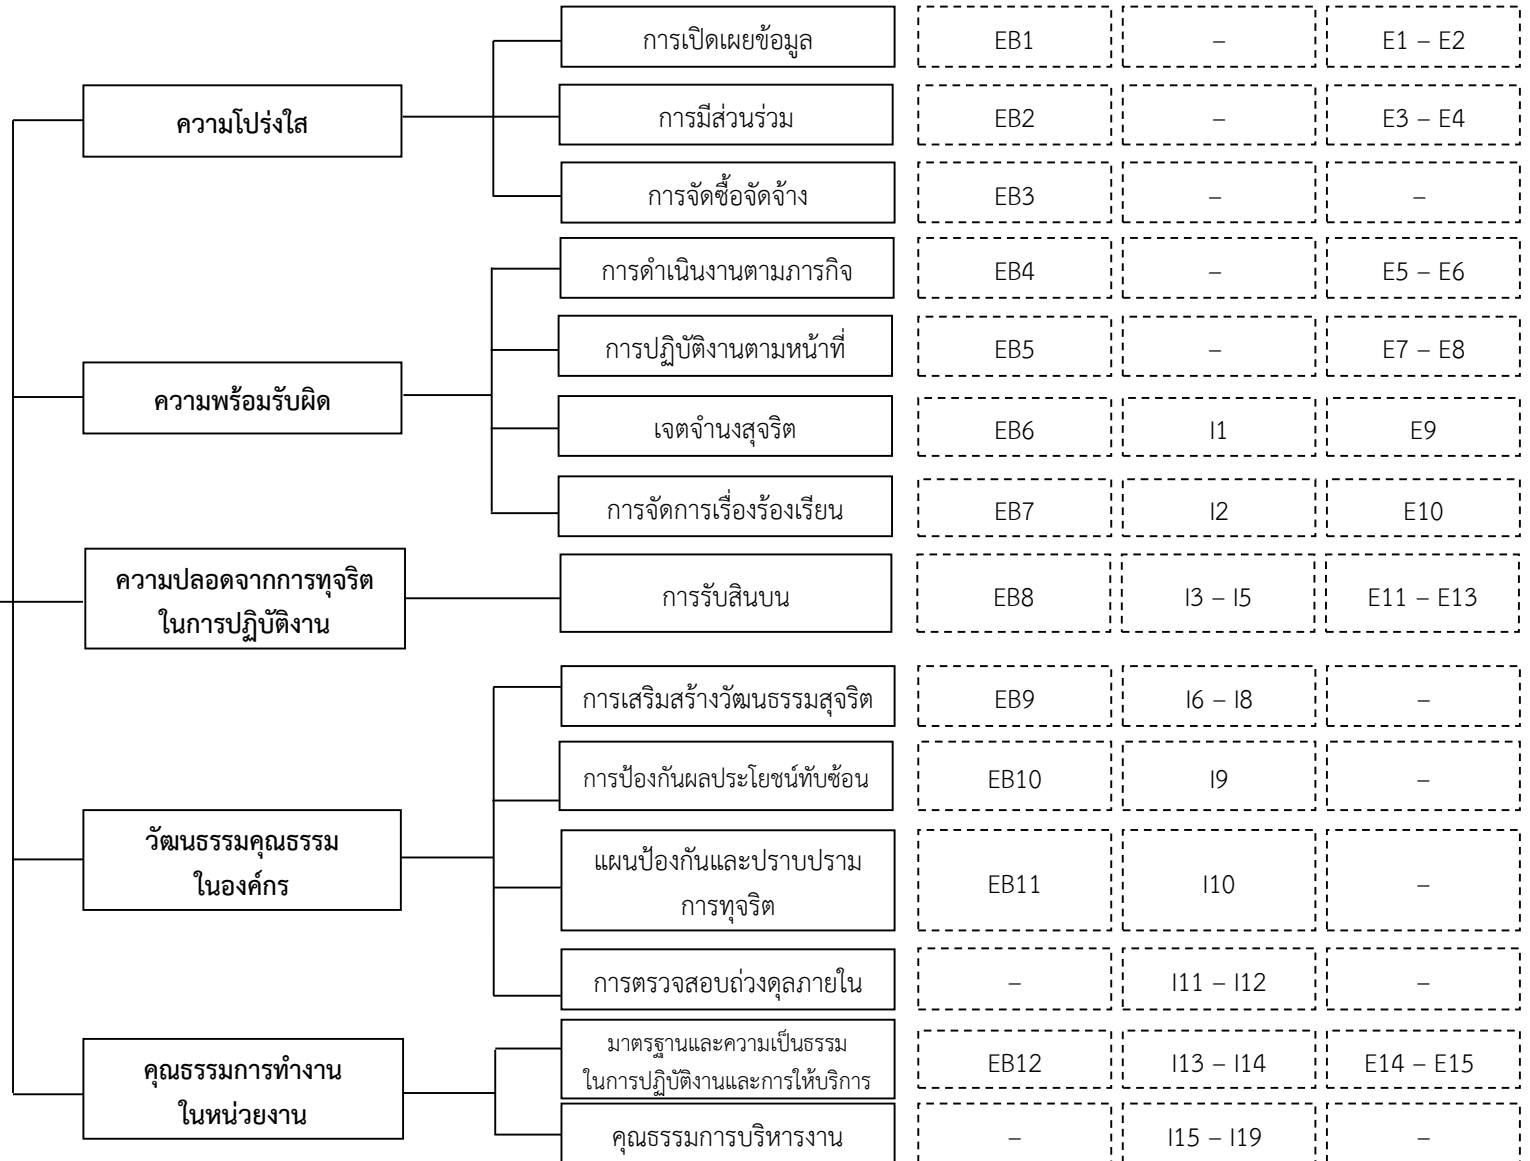 การเปิดเผยข้อมูล EB1 – E1 – E2
ความโปร่งใส
การมีส่วนร่วม EB2 – E3 – E4
การจัดซื้อจัดจ้าง EB3 – –
การดำเนินงานตามภารกิจ EB4 – E5 – E6
การปฏิบัติงานตามหน้าที่ EB5 – E7 – E8
ความพร้อมรับผิด
เจตจำนงสุจริต EB6 I1 E9
การจัดการเรื่องร้องเรียน EB7 I2 E10
ความปลอดจากการทุจริต
ในการปฏิบัติงาน
การรับสินบน EB8 I3 – I5 E11 – E13
การเสริมสร้างวัฒนธรรมสุจริต EB9 I6 – I8 –
การป้องกันผลประโยชน์ทับซ้อน EB10 I9 –
วัฒนธรรมคุณธรรม
ในองค์กร
แผนป้องกันและปราบปราม
การทุจริต
EB11 I10 –
การตรวจสอบถ่วงดุลภายใน – I11 – I12 –
คุณธรรมการทำงาน
ในหน่วยงาน
มาตรฐานและความเป็นธรรม
ในการปฏิบัติงานและการให้บริการ
EB12 I13 – I14 E14 – E15
คุณธรรมการบริหารงาน – I15 – I19 –